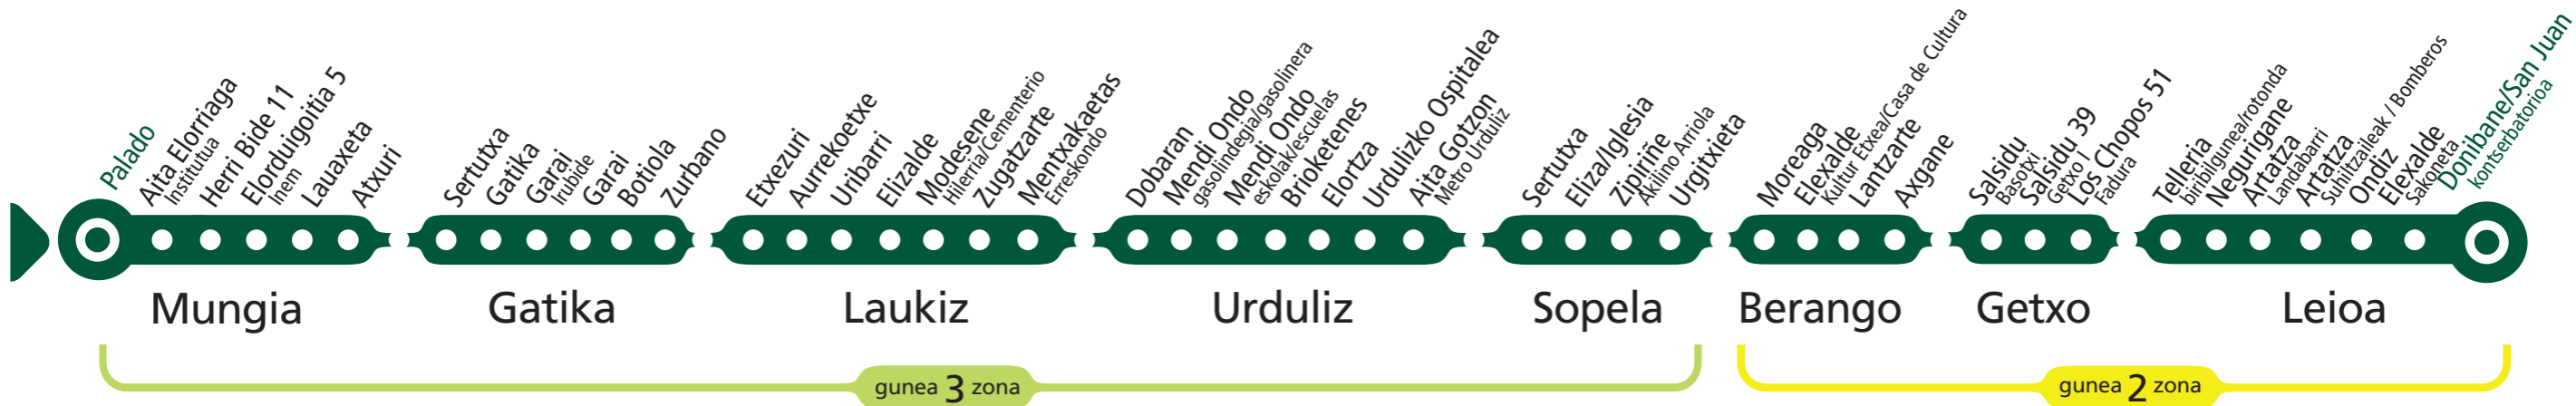 Palado
Aita Elorriaga
Institutua
Herri Bide 11
Elorduigoitia 5
Inem
Lauaxeta
Atxuri
Sertutxa
Gatika
Garai
Irubide
Garai
Botiola
Zurbano
Etxezuri
Aurrekoetxe
Uribarri
Elizalde
Modesene
Hilerria/Cementerio
Zugatzarte
Mentxakaetas
Erreskondo
Dobaran
Mendi Ondo
gasolindegia/gasolinera
Mendi Ondo
eskolak/escuelas
Brioketenes
Elortza
Urdulizko Ospitalea
Aita Gotzon
Metro Urduliz
Sertutxa
Eliza/Iglesia
Zipiriñe
Akilino Arriola
Urgitxieta
Moreaga
Elexalde
Kultur Etxea/Casa de Cultura
Lantzarte
Axgane
Salsidu
Basotxi
Salsidu 39
Getxo
Los Chopos 51
Fadura
Telleria
biribilgunea/rotonda
Negurigane
Artatza
Landabarri
Artatza
Suhiltzaileak / Bomberos
Ondiz
Elexalde
Sakoneta
Donibane/San Juan
kontserbatorioa
Mungia
Gatika
Laukiz
Urduliz
Sopela
Berango
Getxo
Leioa
gunea 3 zona
gunea 2 zona